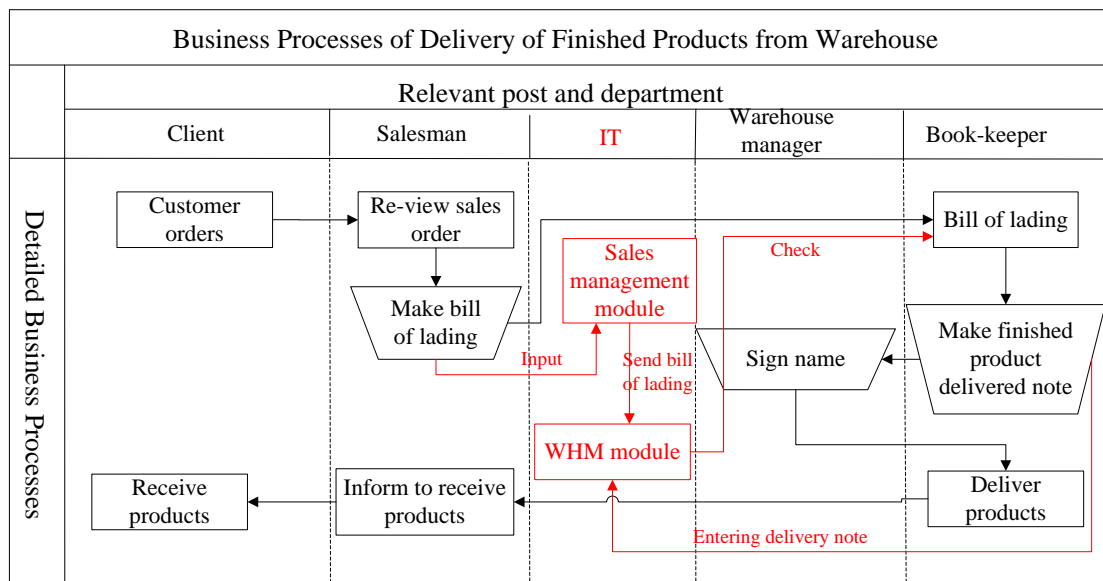 Business Processes of Delivery of Finished Products from Warehouse
Relevant post and department
Client
Salesman
IT
Warehouse
manager
Book-keeper
Detailed Business Processes
Customer
orders
Re-view sales
order
Bill of lading
Check
Sales
management
module
Make bill
of lading
Make finished
product
delivered note
Sign name
Input
Send bill
of lading
WHM module
Receive
products
Inform to receive
products
Deliver
products
Entering delivery note